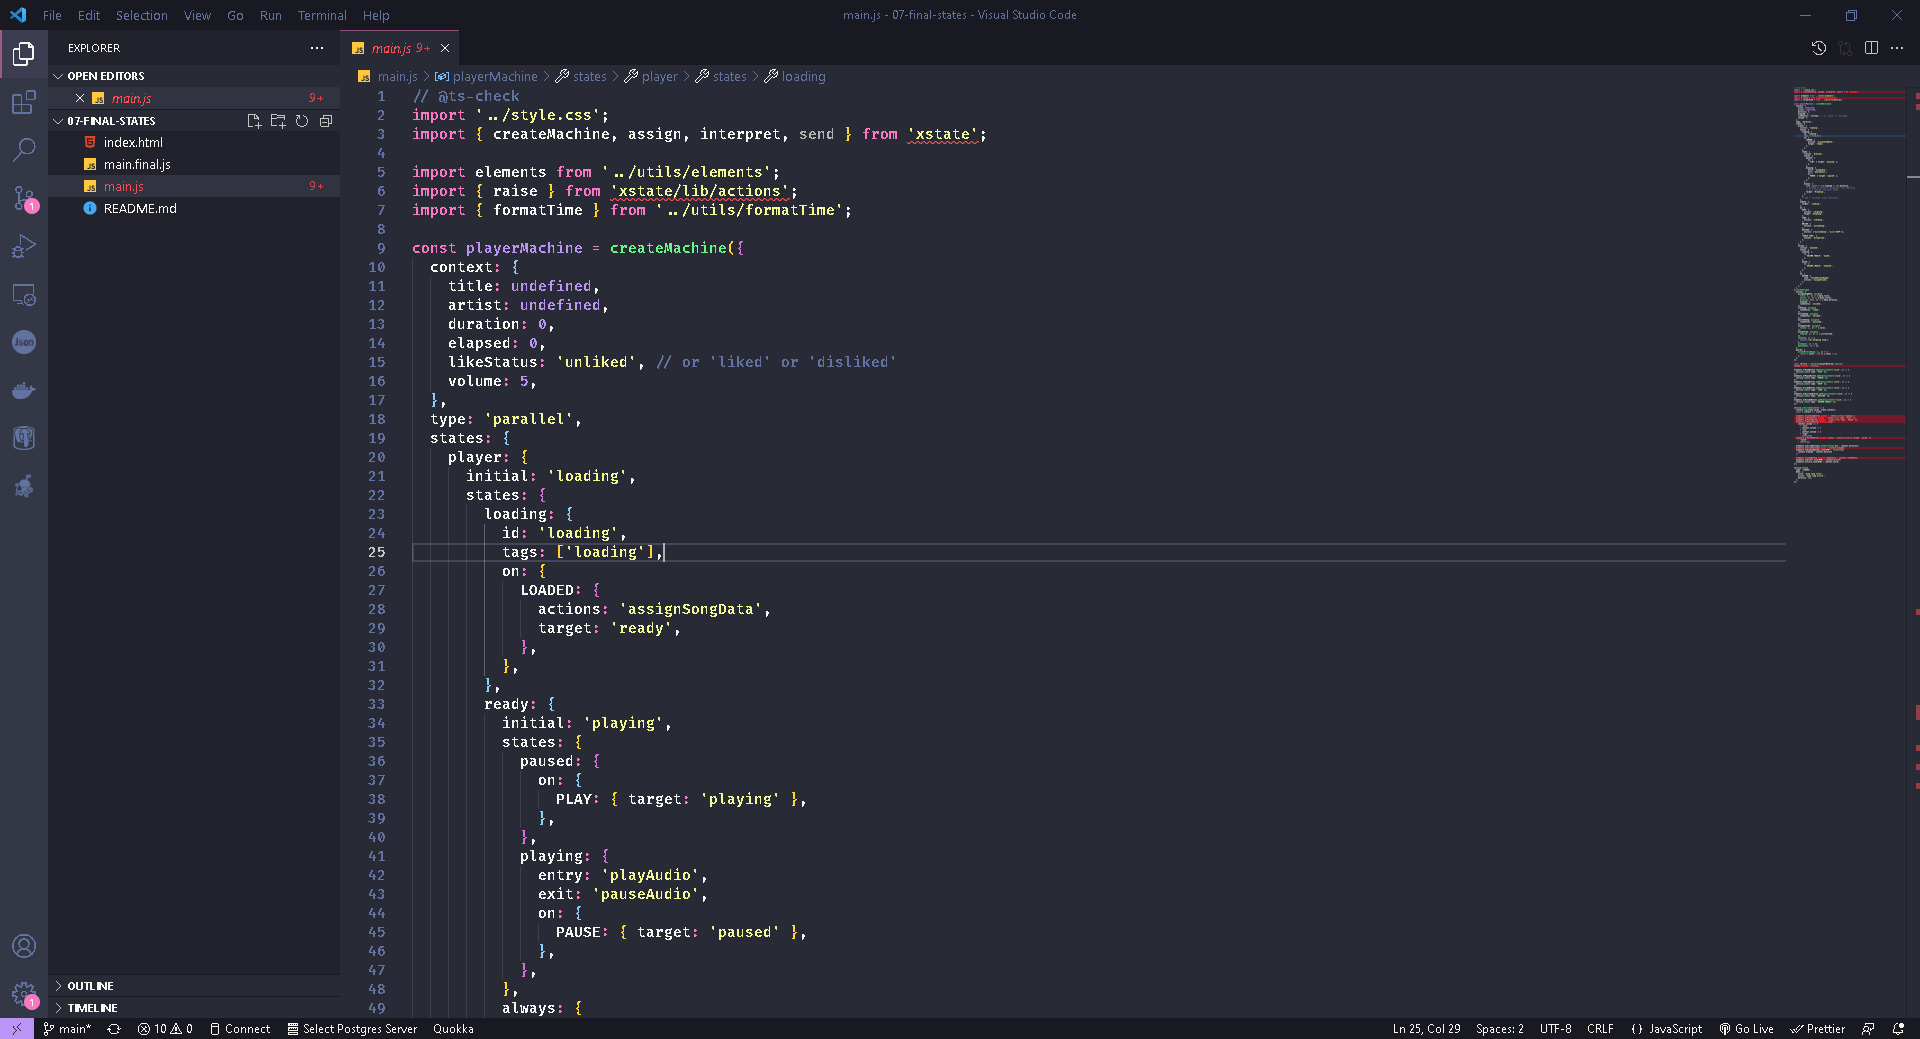 File Edit Selection View Go Run Terminal Help
main.js - 07-final-states - Visual Studio Code
EXPLORER
OPEN EDITORS
main.js 9+
07-FINAL-STATES
index.html
main.final.js
main.js 9+
README.md
OUTLINE
TIMELINE
Json
1
1
main.js 9+
main.js > playerMachine > states > player > states > loading
1 // @ts-check
2 import '../style.css';
3 import { createMachine, assign, interpret, send } from 'xstate';
4
5 import elements from '../utils/elements';
6 import { raise } from 'xstate/lib/actions';
7 import { formatTime } from '../utils/formatTime';
8
9 const playerMachine = createMachine({
10 context: {
11 title: undefined,
12 artist: undefined,
13 duration: 0,
14 elapsed: 0,
15 likeStatus: 'unliked', // or 'liked' or 'disliked'
16 volume: 5,
17 },
18 type: 'parallel',
19 states: {
20 player: {
21 initial: 'loading',
22 states: {
23 loading: {
24 id: 'loading',
25 tags: ['loading'],
26 on: {
27 LOADED: {
28 actions: 'assignSongData',
29 target: 'ready',
30 },
31 },
32 },
33 ready: {
34 initial: 'playing',
35 states: {
36 paused: {
37 on: {
38 PLAY: { target: 'playing' },
39 },
40 },
41 playing: {
42 entry: 'playAudio',
43 exit: 'pauseAudio',
44 on: {
45 PAUSE: { target: 'paused' },
46 },
47 },
48 },
49 always: {
main* 10 0 Connect Select Postgres Server Quokka
Ln 25, Col 29 Spaces: 2 UTF-8 CRLF {} JavaScript Go Live Prettier